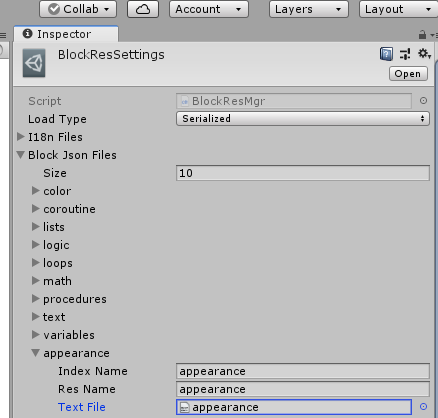 Collab Account Layers Layout
Inspector
BlockResSettings
Open
Script BlockResMgr
Load Type Serialized
I18n Files
Block Json Files
Size 10
color
coroutine
lists
logic
loops
math
procedures
text
variables
appearance
Index Name appearance
Res Name appearance
Text File appearance